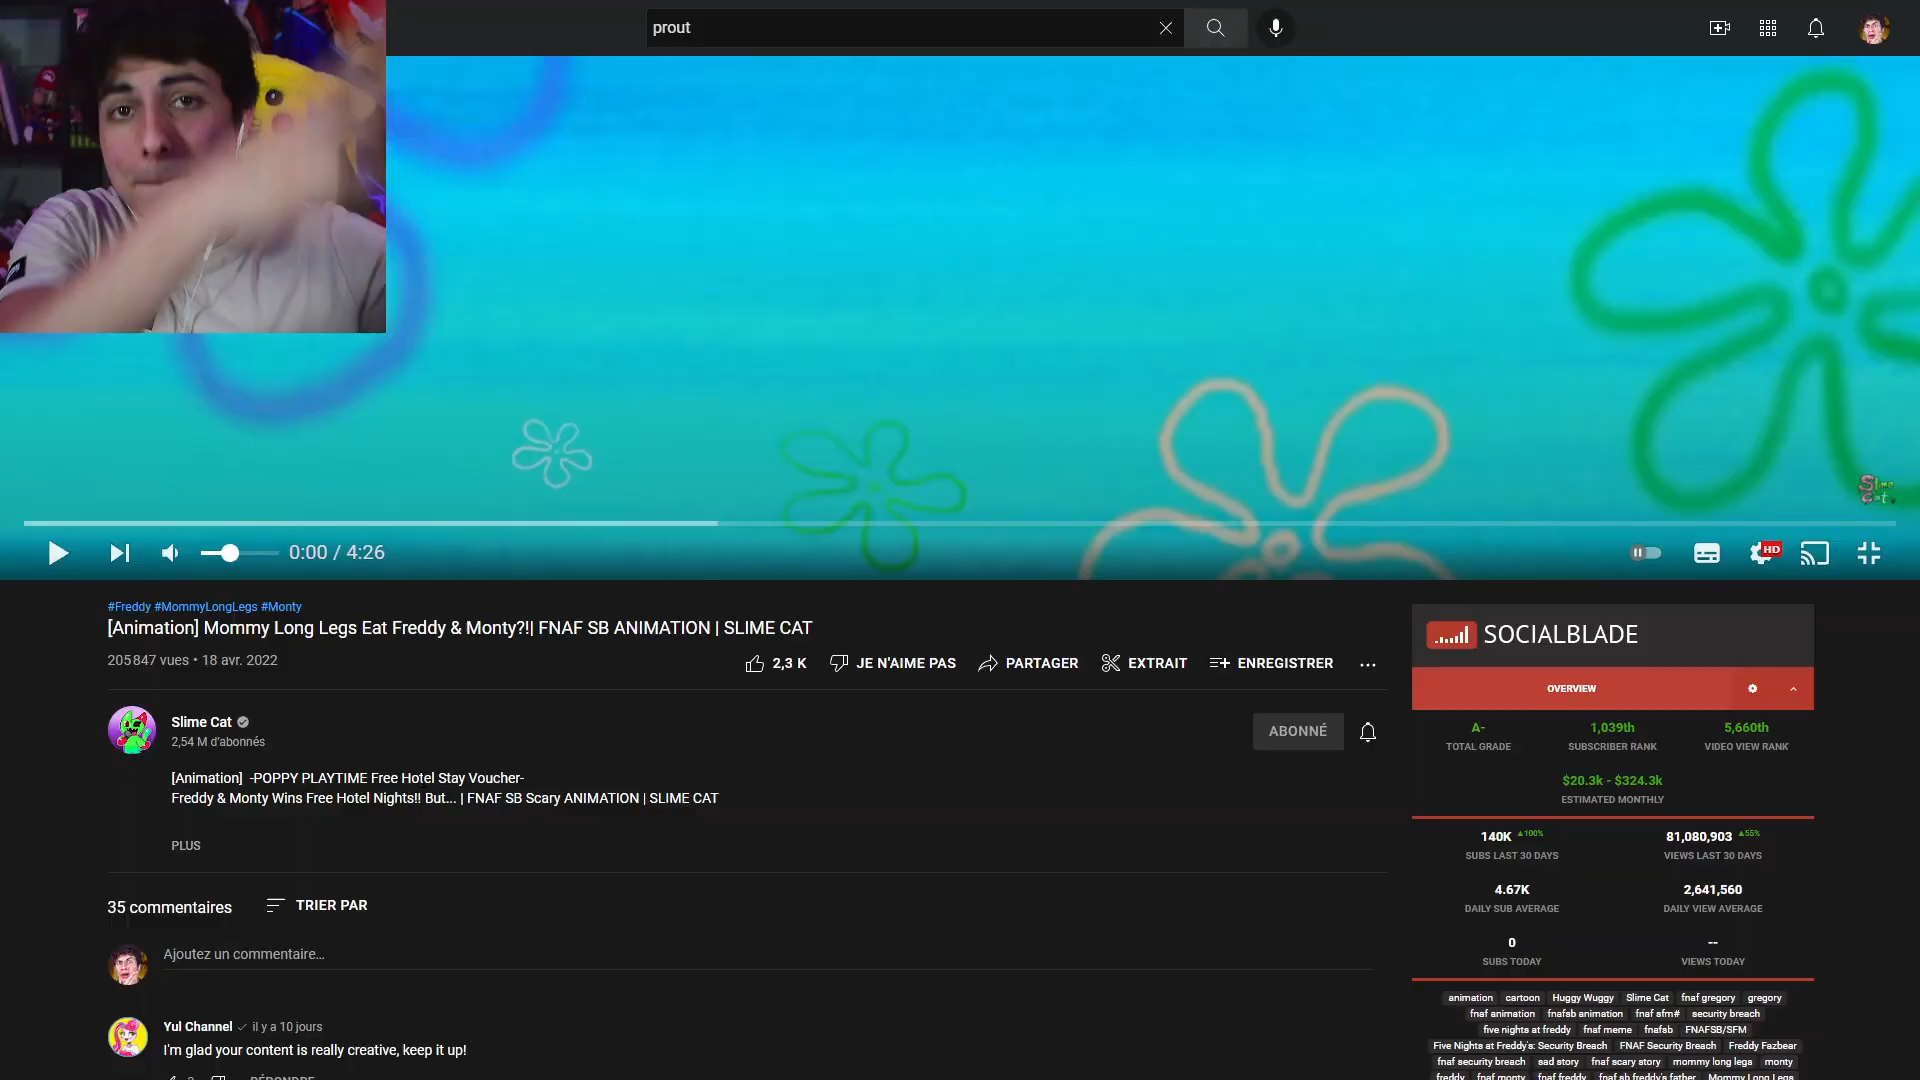 prout
Slime
Cat
0:00 / 4:26
HD
#Freddy #MommyLongLegs #Monty
[Animation] Mommy Long Legs Eat Freddy & Monty?!| FNAF SB ANIMATION | SLIME CAT
205 847 vues • 18 avr. 2022
2,3 K JE N'AIME PAS PARTAGER EXTRAIT ENREGISTRER ...
Slime Cat
2,54 M d'abonnés
ABONNÉ
[Animation] -POPPY PLAYTIME Free Hotel Stay Voucher-
Freddy & Monty Wins Free Hotel Nights!! But... | FNAF SB Scary ANIMATION | SLIME CAT
PLUS
35 commentaires TRIER PAR
Ajoutez un commentaire...
Yul Channel il y a 10 jours
I'm glad your content is really creative, keep it up!
RÉPONDRE
SOCIALBLADE
OVERVIEW
A- 1,039th 5,660th
TOTAL GRADE SUBSCRIBER RANK VIDEO VIEW RANK
$20.3k - $324.3k
ESTIMATED MONTHLY
140K ▲100% 81,080,903 ▲55%
SUBS LAST 30 DAYS VIEWS LAST 30 DAYS
4.67K 2,641,560
DAILY SUB AVERAGE DAILY VIEW AVERAGE
0 --
SUBS TODAY VIEWS TODAY
animation cartoon Huggy Wuggy Slime Cat fnaf gregory gregory
fnaf animation fnafsb animation fnaf sfm# security breach
five nights at freddy fnaf meme fnafsb FNAFSB/SFM
Five Nights at Freddy's: Security Breach FNAF Security Breach Freddy Fazbear
fnaf security breach sad story fnaf scary story mommy long legs monty
freddy fnaf monty fnaf freddy fnaf sb freddy's father Mommy Long Legs